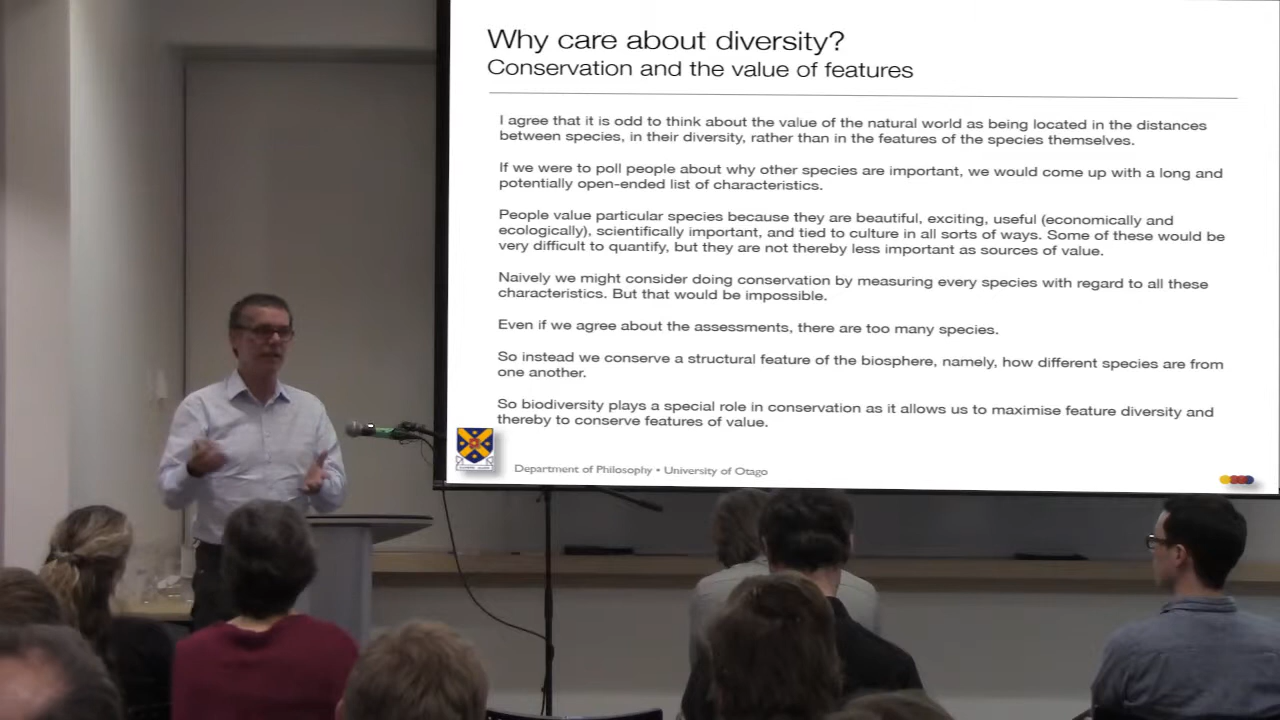 Why care about diversity?
Conservation and the value of features
I agree that it is odd to think about the value of the natural world as being located in the distances
between species, in their diversity, rather than in the features of the species themselves.
If we were to poll people about why other species are important, we would come up with a long and
potentially open-ended list of characteristics.
People value particular species because they are beautiful, exciting, useful (economically and
ecologically), scientifically important, and tied to culture in all sorts of ways. Some of these would be
very difficult to quantify, but they are not thereby less important as sources of value.
Naively we might consider doing conservation by measuring every species with regard to all these
characteristics. But that would be impossible.
Even if we agree about the assessments, there are too many species.
So instead we conserve a structural feature of the biosphere, namely, how different species are from
one another.
So biodiversity plays a special role in conservation as it allows us to maximise feature diversity and
thereby to conserve features of value.
Department of Philosophy • University of Otago